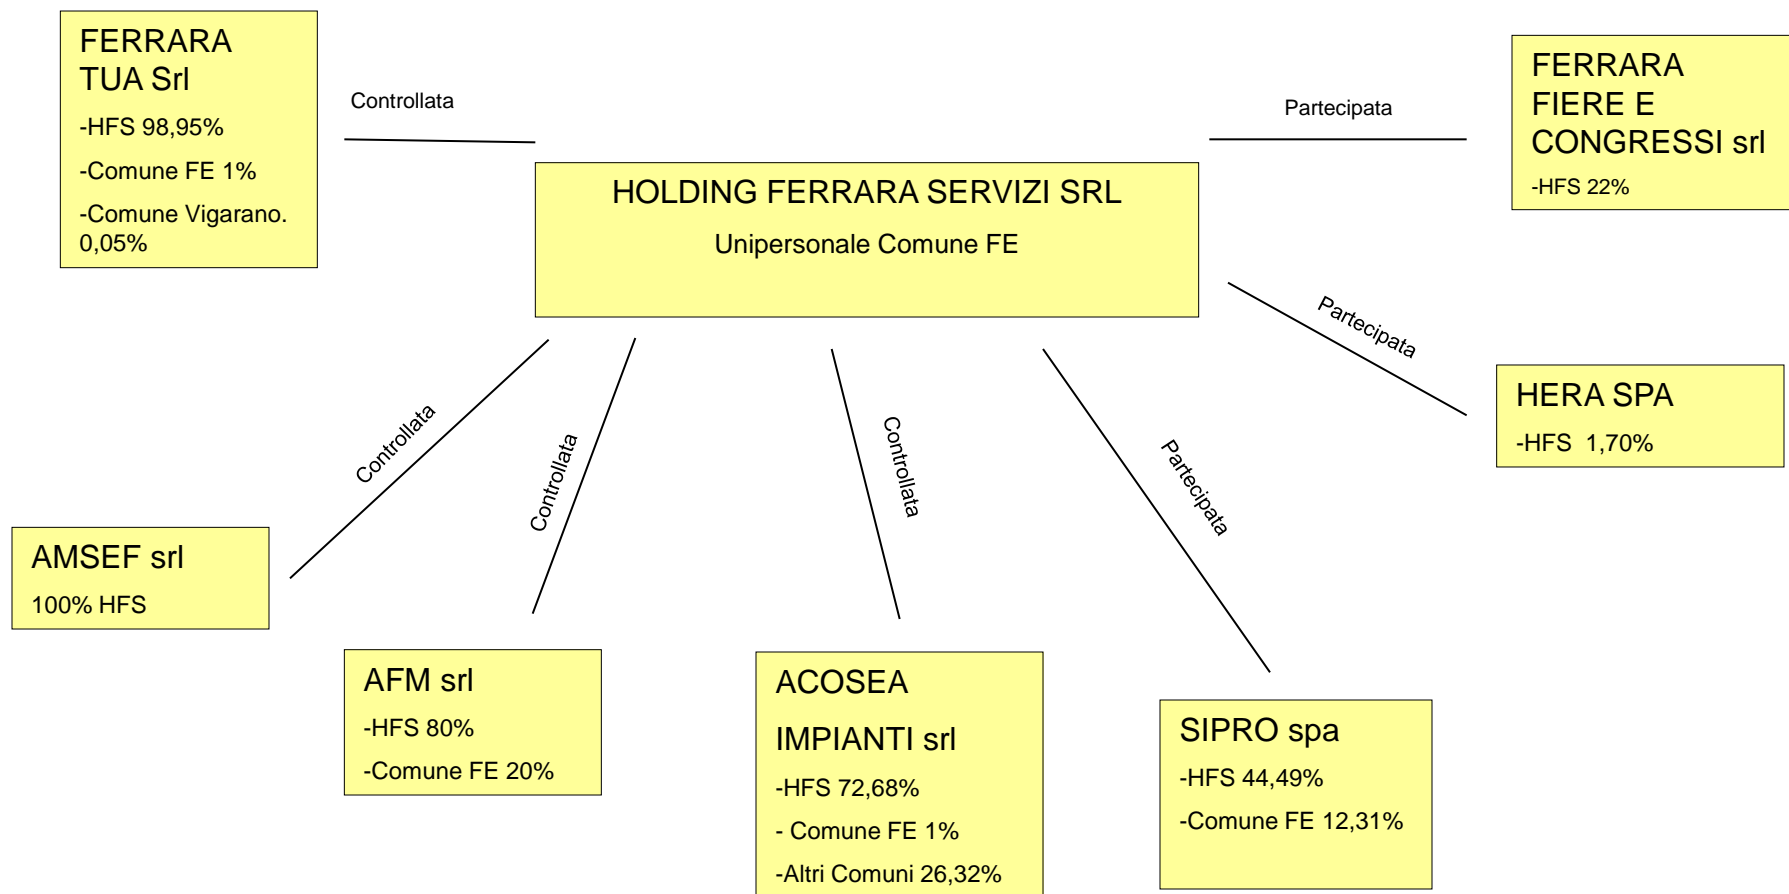 FERRARA
TUA Srl
-HFS 98,95%
-Comune FE 1%
-Comune Vigarano.
0,05%
Controllata
HOLDING FERRARA SERVIZI SRL
Unipersonale Comune FE
Partecipata
FERRARA
FIERE E
CONGRESSI srl
-HFS 22%
Partecipata
HERA SPA
-HFS  1,70%
Controllata
AMSEF srl
100% HFS
Controllata
AFM srl
-HFS 80%
-Comune FE 20%
Controllata
ACOSEA
IMPIANTI srl
-HFS 72,68%
- Comune FE 1%
-Altri Comuni 26,32%
Partecipata
SIPRO spa
-HFS 44,49%
-Comune FE 12,31%